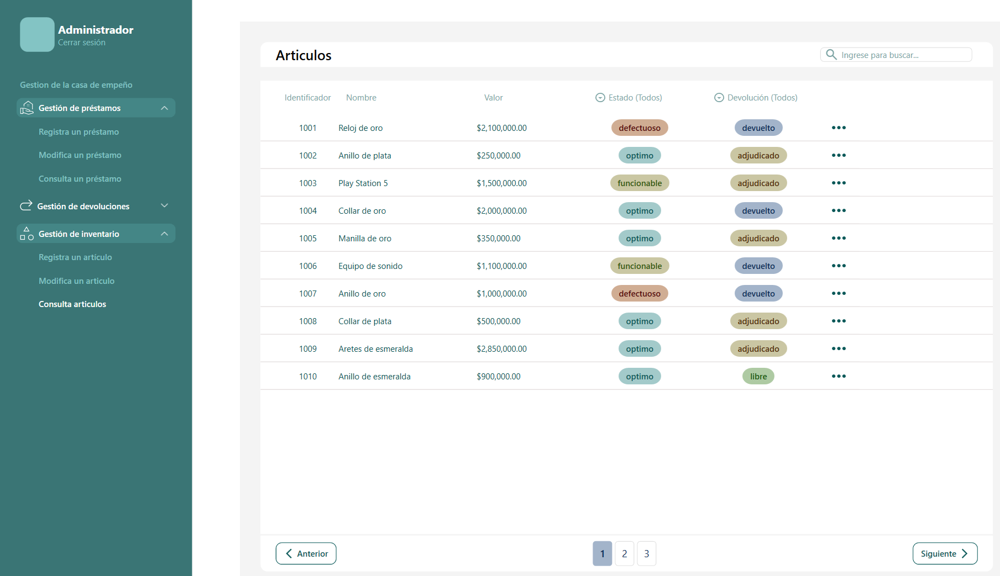 Administrador
Cerrar sesión
Gestion de la casa de empeño
Gestión de préstamos
Registra un préstamo
Modifica un préstamo
Consulta un préstamo
Gestión de devoluciones
Gestión de inventario
Registra un artículo
Modifica un articulo
Consulta articulos
Articulos
Ingrese para buscar...
Identificador Nombre Valor Estado (Todos) Devolución (Todos)
1001 Reloj de oro $2,100,000.00 defectuoso devuelto
1002 Anillo de plata $250,000.00 optimo adjudicado
1003 Play Station 5 $1,500,000.00 funcionable adjudicado
1004 Collar de oro $2,000,000.00 optimo devuelto
1005 Manilla de oro $350,000.00 optimo adjudicado
1006 Equipo de sonido $1,100,000.00 funcionable devuelto
1007 Anillo de oro $1,000,000.00 defectuoso devuelto
1008 Collar de plata $500,000.00 optimo adjudicado
1009 Aretes de esmeralda $2,850,000.00 optimo adjudicado
1010 Anillo de esmeralda $900,000.00 optimo libre
Anterior 1 2 3 Siguiente